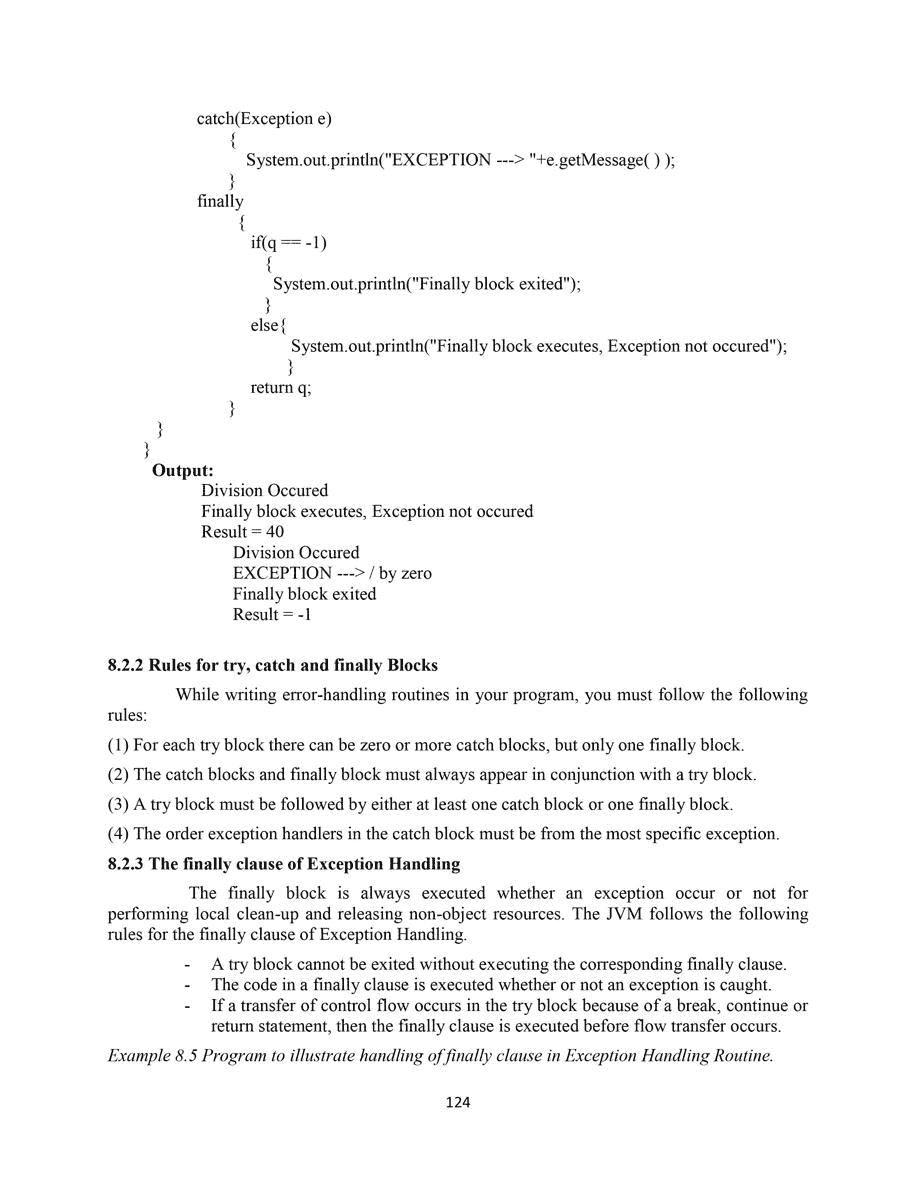 catch(Exception e)
{
System.out.println("EXCEPTION ---> "+e.getMessage( ) );
}
finally
{
if(q == -1)
{
System.out.println("Finally block exited");
}
else{
System.out.println("Finally block executes, Exception not occured");
}
return q;
}
}
}
Output:
Division Occured
Finally block executes, Exception not occured
Result = 40
Division Occured
EXCEPTION ---> / by zero
Finally block exited
Result = -1
8.2.2 Rules for try, catch and finally Blocks
While writing error-handling routines in your program, you must follow the following
rules:
(1) For each try block there can be zero or more catch blocks, but only one finally block.
(2) The catch blocks and finally block must always appear in conjunction with a try block.
(3) A try block must be followed by either at least one catch block or one finally block.
(4) The order exception handlers in the catch block must be from the most specific exception.
8.2.3 The finally clause of Exception Handling
The finally block is always executed whether an exception occur or not for
performing local clean-up and releasing non-object resources. The JVM follows the following
rules for the finally clause of Exception Handling.
- A try block cannot be exited without executing the corresponding finally clause.
- The code in a finally clause is executed whether or not an exception is caught.
- If a transfer of control flow occurs in the try block because of a break, continue or
return statement, then the finally clause is executed before flow transfer occurs.
Example 8.5 Program to illustrate handling of finally clause in Exception Handling Routine.
124